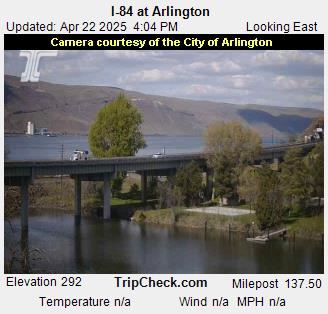 I-84 at Arlington
Updated: Apr 22 2025 4:04 PM Looking East
Camera courtesy of the City of Arlington
Elevation 292 TripCheck.com Milepost 137.50
Temperature n/a Wind n/a MPH n/a